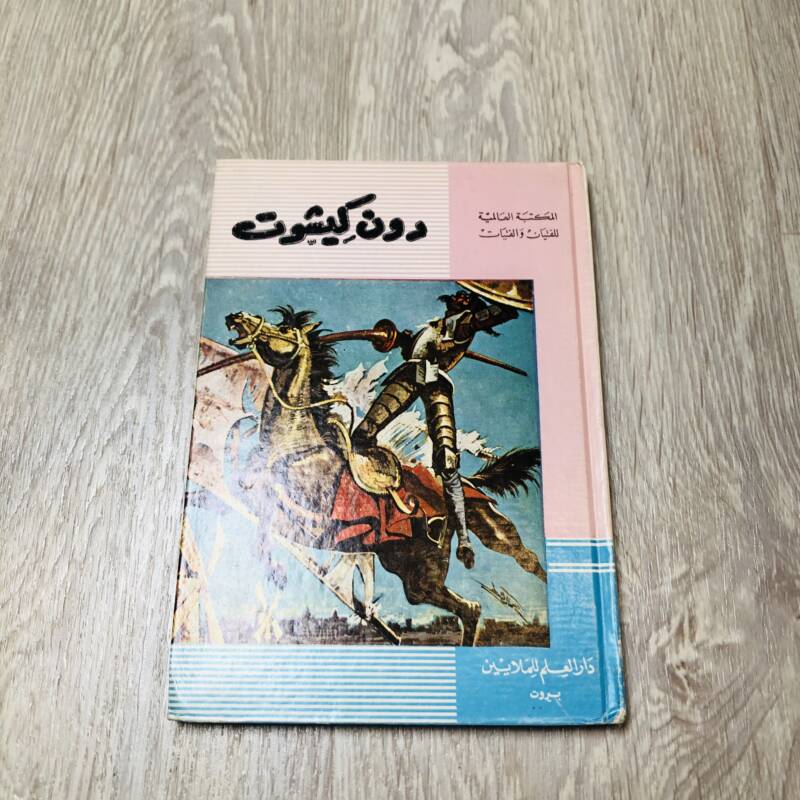 المكتبة العالمية
للفتيان والفتيات
دون كيشوت
دار العلم للملايين
بيروت